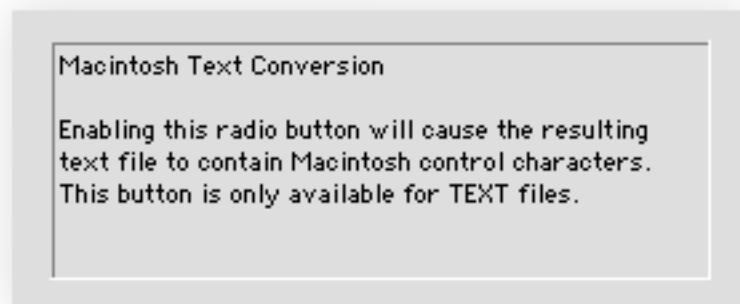 Macintosh Text Conversion
Enabling this radio button will cause the resulting
text file to contain Macintosh control characters.
This button is only available for TEXT files.